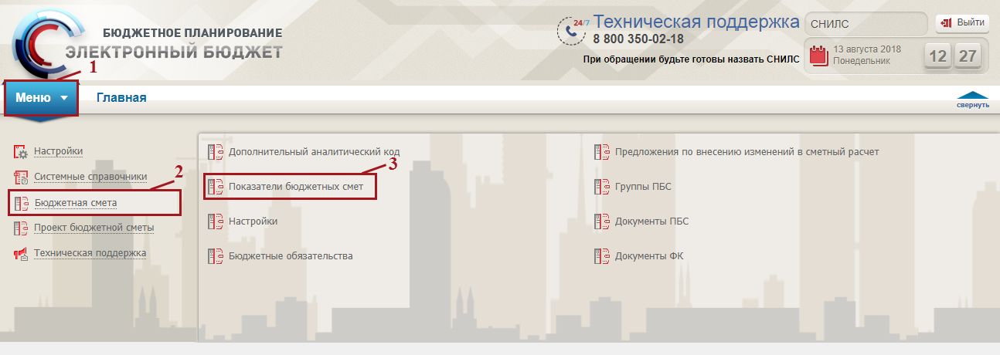 БЮДЖЕТНОЕ ПЛАНИРОВАНИЕ
ЭЛЕКТРОННЫЙ БЮДЖЕТ
24/7
Техническая поддержка
8 800 350-02-18
При обращении будьте готовы назвать СНИЛС
СНИЛС
Выйти
13 августа 2018
Понедельник
12 27
1
Меню
Главная
свернуть
Настройки
Системные справочники
2
Бюджетная смета
Проект бюджетной сметы
Техническая поддержка
Дополнительный аналитический код
3
Показатели бюджетных смет
Настройки
Бюджетные обязательства
Предложения по внесению изменений в сметный расчет
Группы ПБС
Документы ПБС
Документы ФК